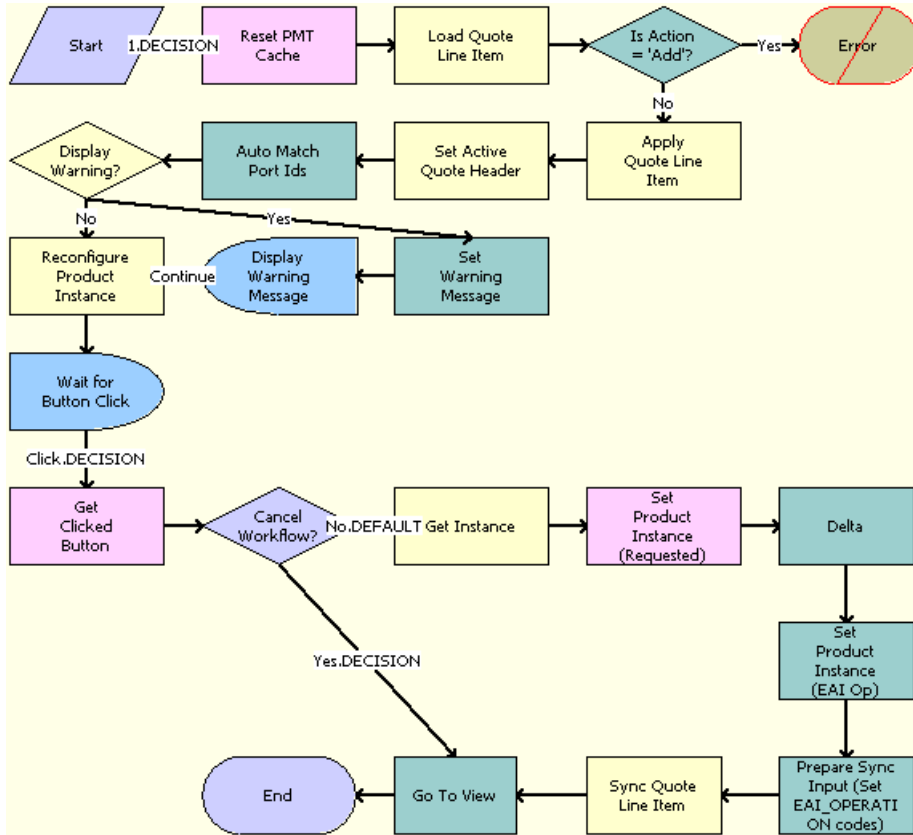 Start
1.DECISION
Reset PMT
Cache
Load Quote
Line Item
Is Action
= 'Add'?
Yes
Error
No
Display
Warning?
Auto Match
Port Ids
Set Active
Quote Header
Apply
Quote Line
Item
No
Yes
Reconfigure
Product
Instance
Continue
Display
Warning
Message
Set
Warning
Message
Wait for
Button Click
Click.DECISION
Get
Clicked
Button
Cancel
Workflow?
No.DEFAULT
Get Instance
Set
Product
Instance
(Requested)
Delta
Yes.DECISION
Set
Product
Instance
(EAI Op)
End
Go To View
Sync Quote
Line Item
Prepare Sync
Input (Set
EAI_OPERATI
ON codes)